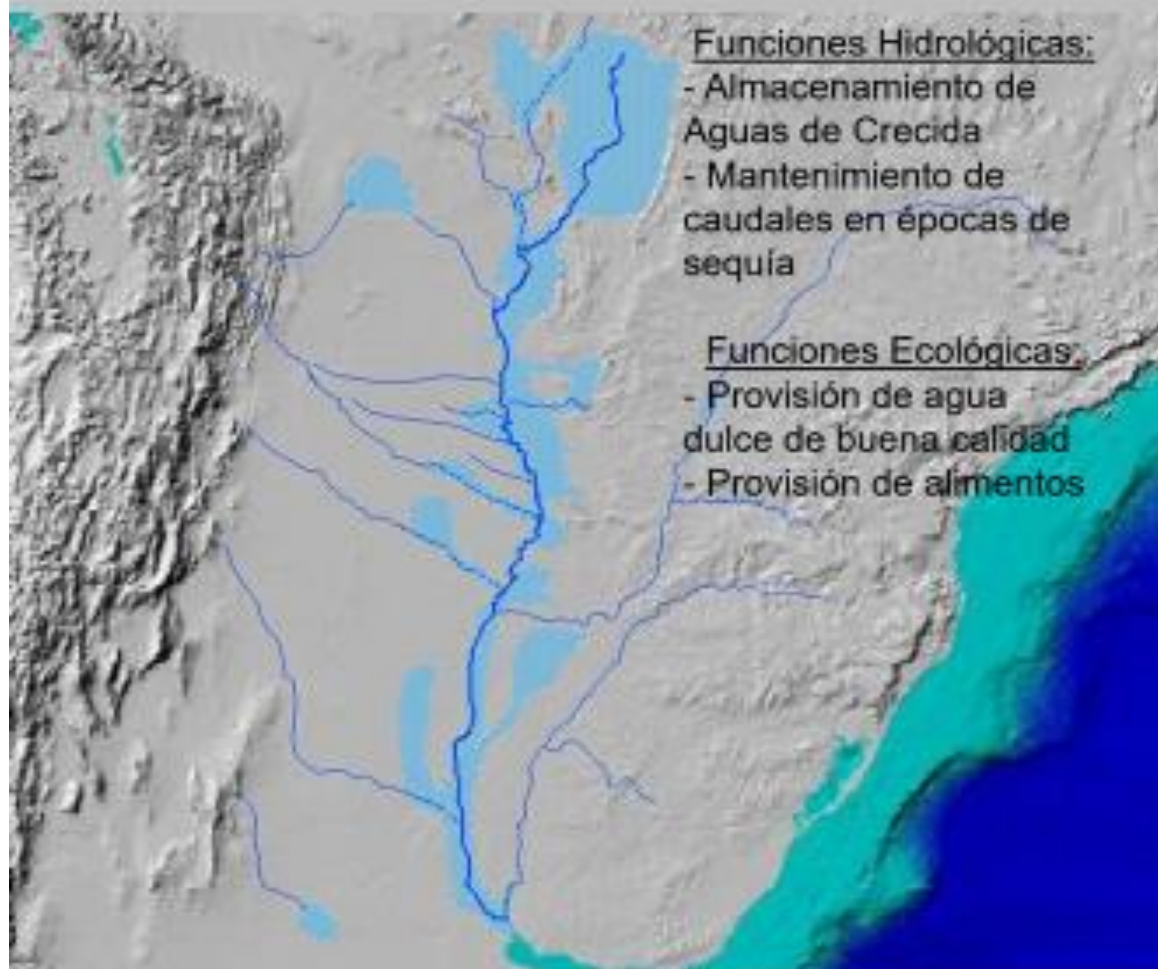 Funciones Hidrológicas:
- Almacenamiento de
Aguas de Crecida
- Mantenimiento de
caudales en épocas de
sequía
Funciones Ecológicas:
- Provisión de agua
dulce de buena calidad
- Provisión de alimentos